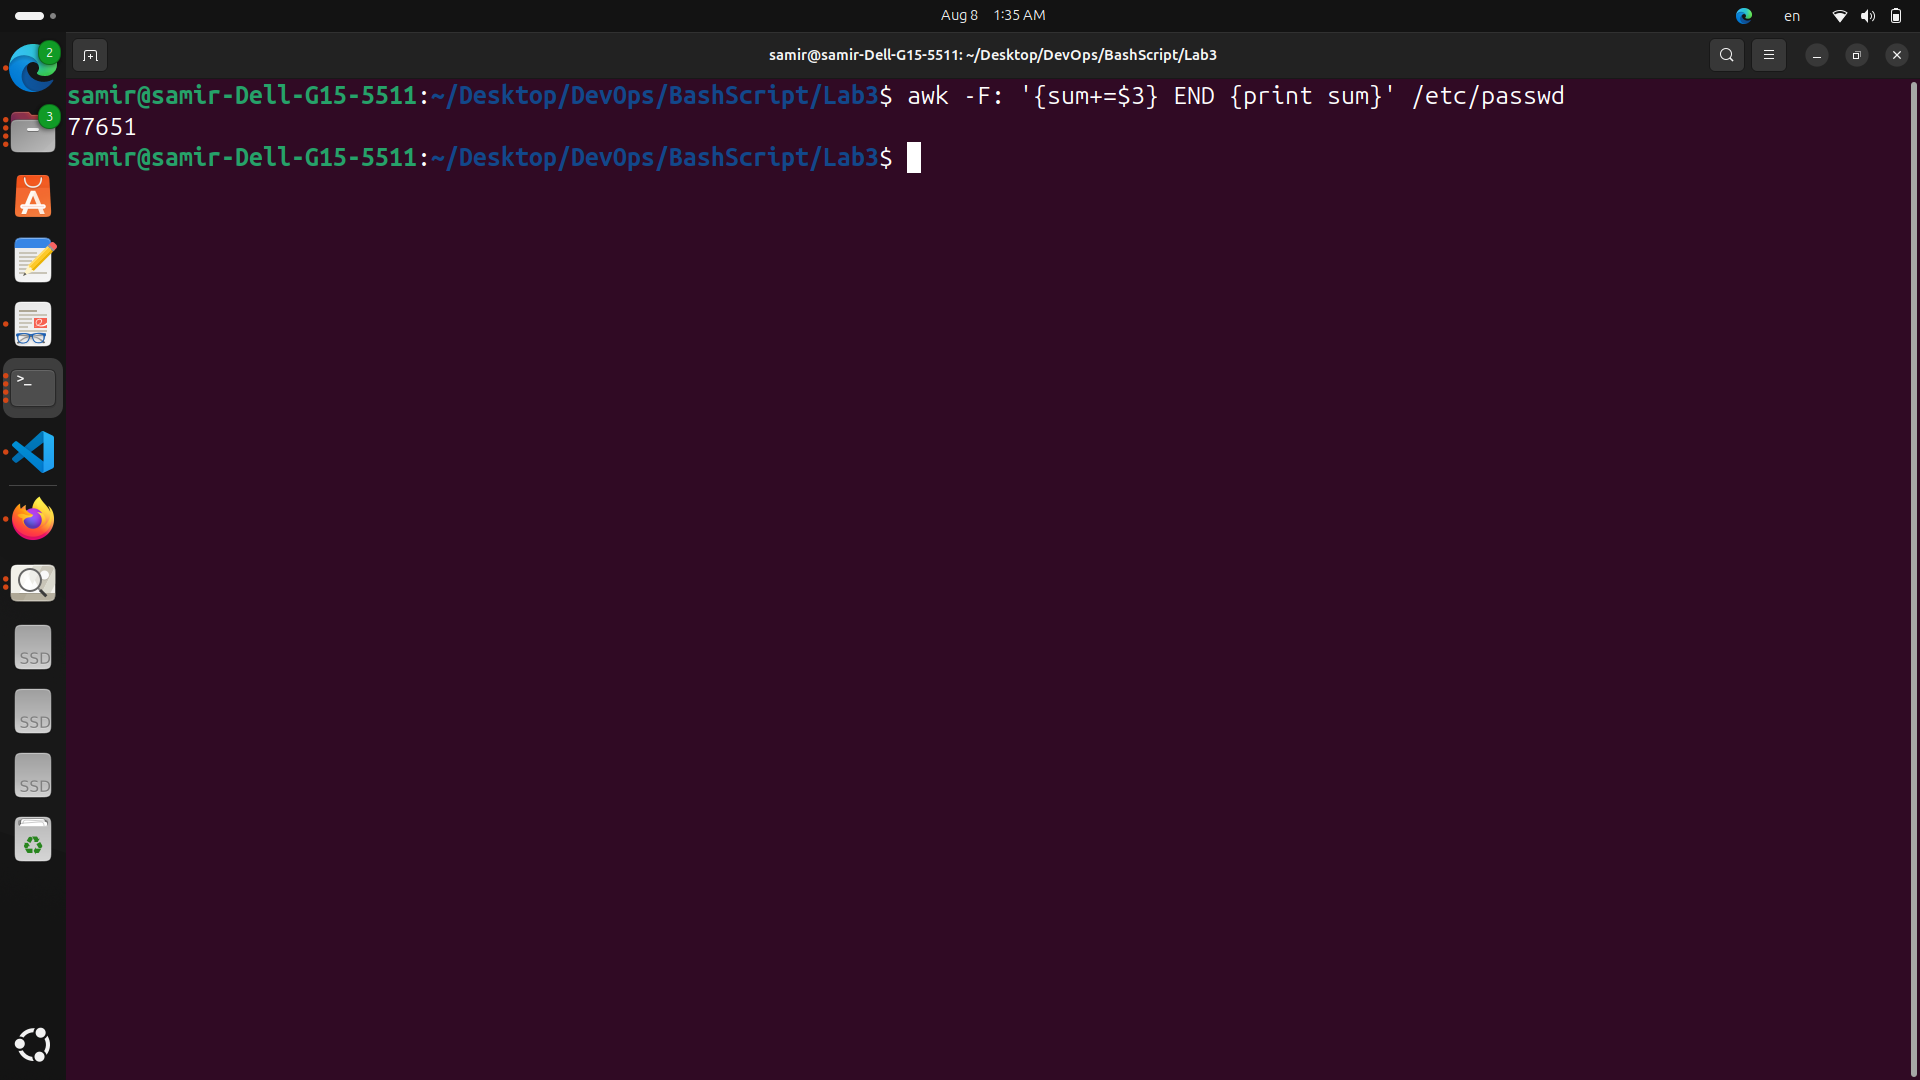 Aug 8 1:35 AM
en
samir@samir-Dell-G15-5511: ~/Desktop/DevOps/BashScript/Lab3
samir@samir-Dell-G15-5511:~/Desktop/DevOps/BashScript/Lab3$ awk -F: '{sum+=$3} END {print sum}' /etc/passwd
77651
samir@samir-Dell-G15-5511:~/Desktop/DevOps/BashScript/Lab3$
2
3
>_
SSD
SSD
SSD